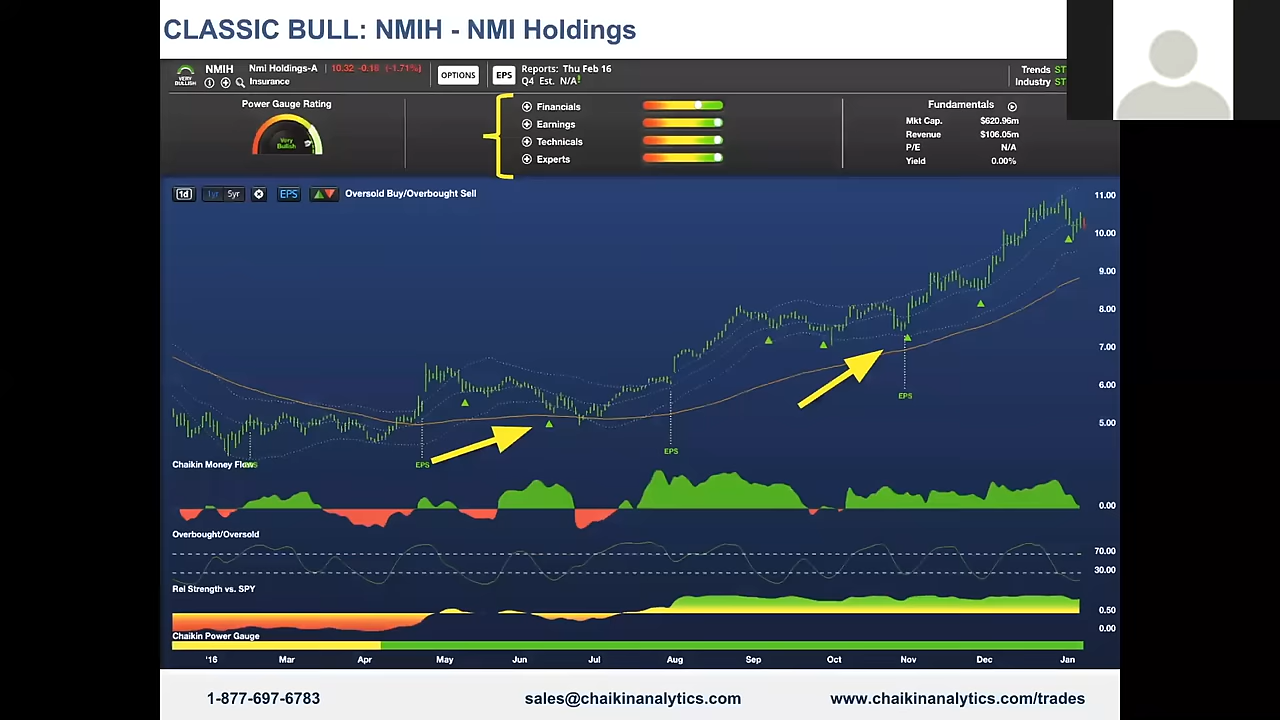 CLASSIC BULL: NMIH - NMI Holdings
VERY BULLISH
NMIH Nmi Holdings-A 10.32 -0.18 (-1.71%)
Insurance
OPTIONS
EPS
Reports: Thu Feb 16
Q4 Est. N/A!
Trends ST
Industry ST
Power Gauge Rating
Very Bullish
Financials
Earnings
Technicals
Experts
Fundamentals
Mkt Cap. $620.96m
Revenue $106.05m
P/E N/A
Yield 0.00%
1d 1yr 5yr EPS Oversold Buy/Overbought Sell
11.00
10.00
9.00
8.00
7.00
6.00
5.00
EPS
EPS
EPS
Chaikin Money Flow
0.00
Overbought/Oversold
70.00
30.00
Rel Strength vs. SPY
0.50
0.00
Chaikin Power Gauge
'16 Mar Apr May Jun Jul Aug Sep Oct Nov Dec Jan
1-877-697-6783 sales@chaikinanalytics.com www.chaikinanalytics.com/trades